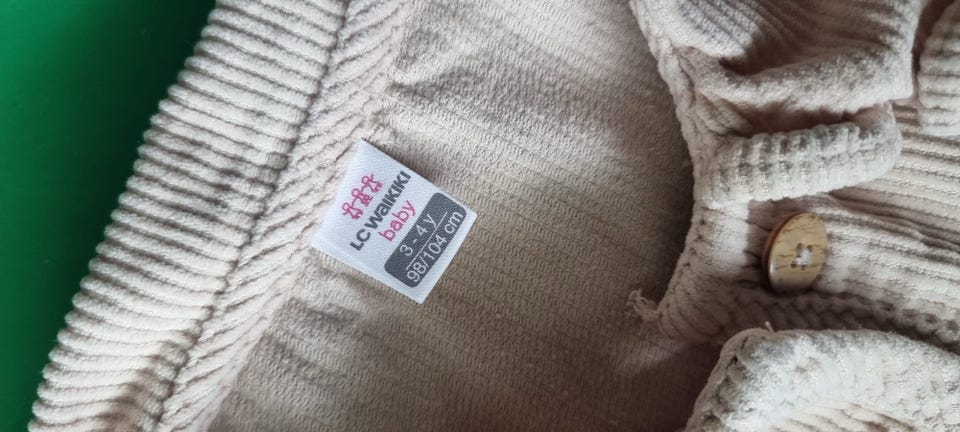 LC WAIKIKI
baby
3 - 4 y
98/104 cm